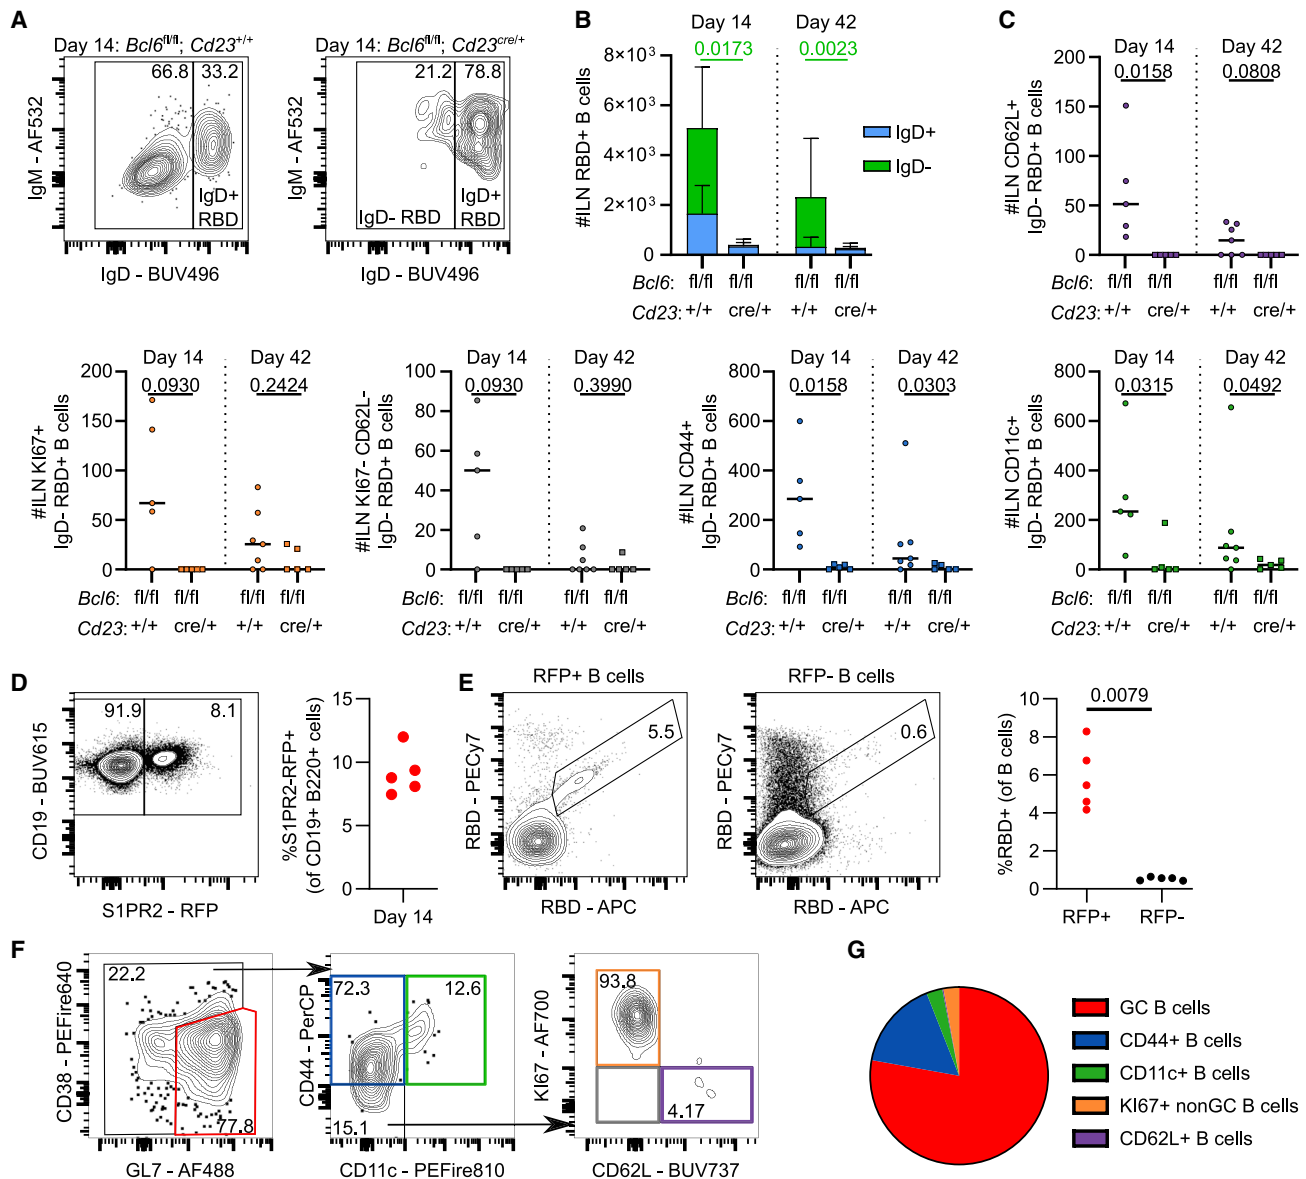 A
Day 14: Bcl6fl/fl; Cd23+/+
66.8
33.2
IgD+
RBD
IgM - AF532
IgD - BUV496
Day 14: Bcl6fl/fl; Cd23cre/+
21.2
78.8
IgD- RBD
IgD+
RBD
IgM - AF532
IgD - BUV496
B
Day 14
Day 42
0.0173
0.0023
8×10³
6×10³
4×10³
2×10³
0
#ILN RBD+ B cells
IgD+
IgD-
Bcl6: fl/fl fl/fl fl/fl fl/fl
Cd23: +/+ cre/+ +/+ cre/+
C
Day 14
Day 42
0.0158
0.0808
200
150
100
50
0
#ILN CD62L+
IgD- RBD+ B cells
Bcl6: fl/fl fl/fl fl/fl fl/fl
Cd23: +/+ cre/+ +/+ cre/+
Day 14
Day 42
0.0930
0.2424
200
150
100
50
0
#ILN KI67+
IgD- RBD+ B cells
Bcl6: fl/fl fl/fl fl/fl fl/fl
Cd23: +/+ cre/+ +/+ cre/+
Day 14
Day 42
0.0930
0.3990
100
80
60
40
20
0
#ILN KI67- CD62L-
IgD- RBD+ B cells
Bcl6: fl/fl fl/fl fl/fl fl/fl
Cd23: +/+ cre/+ +/+ cre/+
Day 14
Day 42
0.0158
0.0303
800
600
400
200
0
#ILN CD44+
IgD- RBD+ B cells
Bcl6: fl/fl fl/fl fl/fl fl/fl
Cd23: +/+ cre/+ +/+ cre/+
Day 14
Day 42
0.0315
0.0492
800
600
400
200
0
#ILN CD11c+
IgD- RBD+ B cells
Bcl6: fl/fl fl/fl fl/fl fl/fl
Cd23: +/+ cre/+ +/+ cre/+
D
91.9
8.1
CD19 - BUV615
S1PR2 - RFP
15
10
5
0
%S1PR2-RFP+
(of CD19+ B220+ cells)
Day 14
E
RFP+ B cells
5.5
RBD - PECy7
RBD - APC
RFP- B cells
0.6
RBD - PECy7
RBD - APC
0.0079
10
8
6
4
2
0
%RBD+ (of B cells)
RFP+
RFP-
F
22.2
77.8
CD38 - PEFire640
GL7 - AF488
72.3
12.6
15.1
CD44 - PerCP
CD11c - PEFire810
93.8
4.17
KI67 - AF700
CD62L - BUV737
G
GC B cells
CD44+ B cells
CD11c+ B cells
KI67+ nonGC B cells
CD62L+ B cells